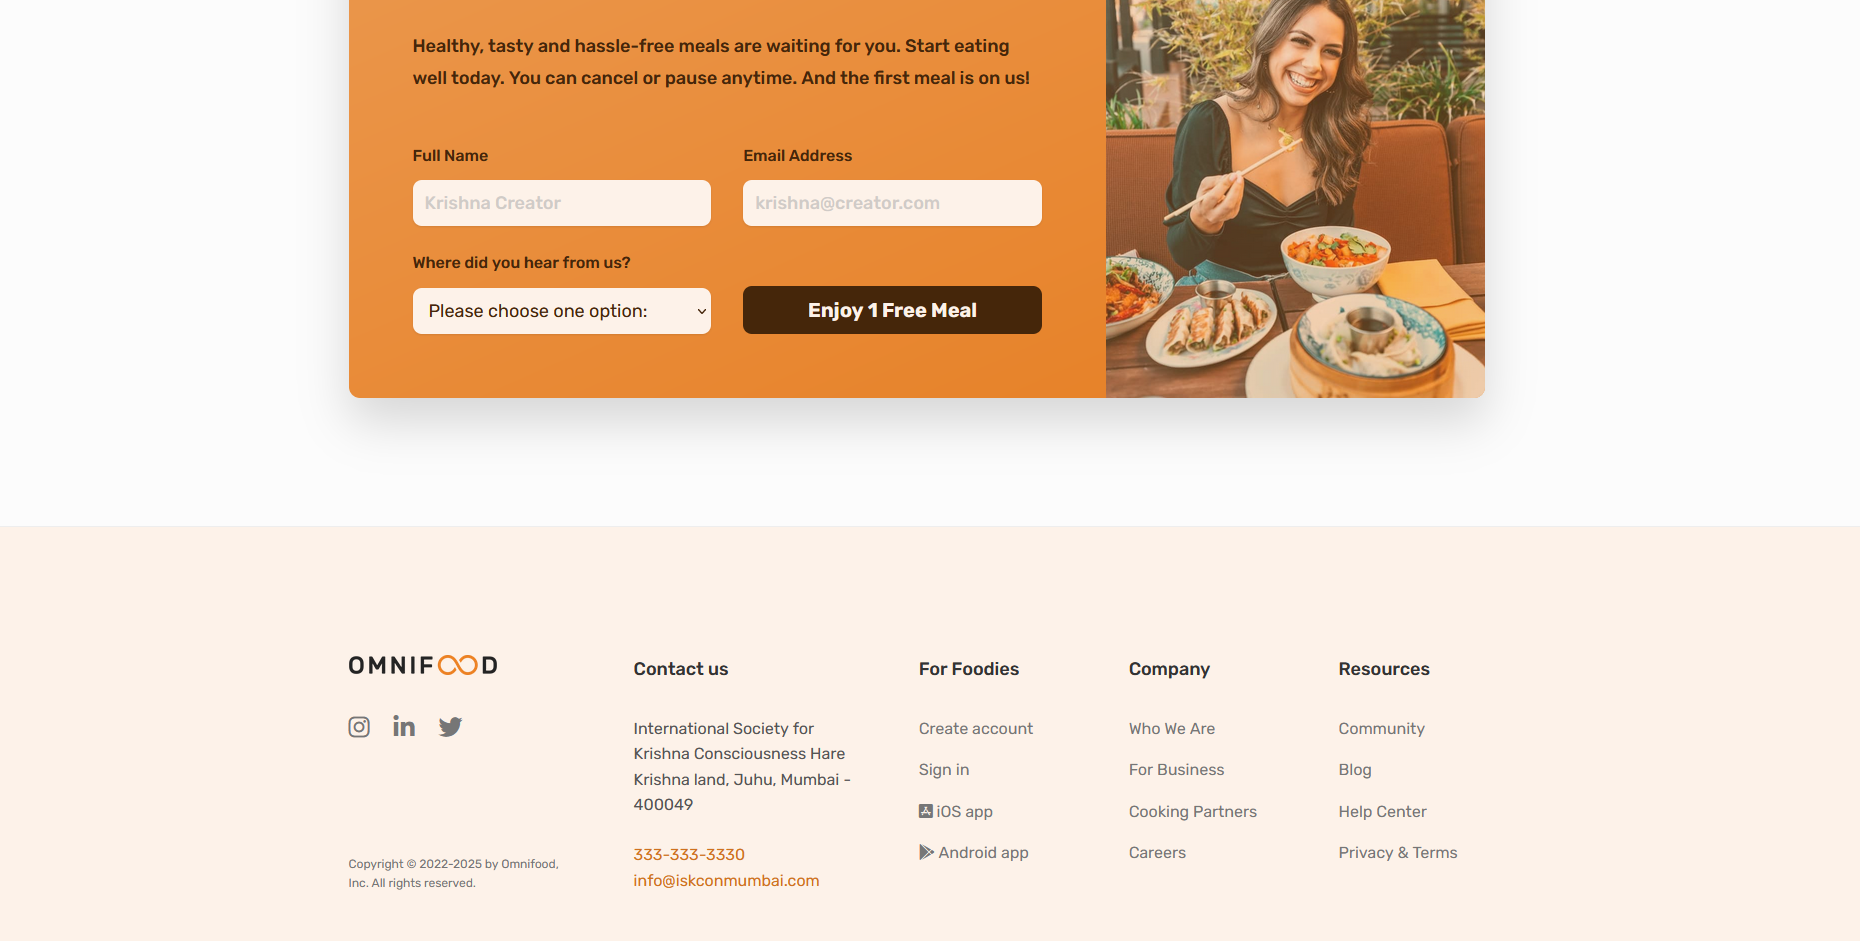 Healthy, tasty and hassle-free meals are waiting for you. Start eating
well today. You can cancel or pause anytime. And the first meal is on us!
Full Name
Email Address
Krishna Creator
krishna@creator.com
Where did you hear from us?
Please choose one option:
Enjoy 1 Free Meal
OMNIFOOD
Copyright © 2022-2025 by Omnifood,
Inc. All rights reserved.
Contact us
International Society for
Krishna Consciousness Hare
Krishna land, Juhu, Mumbai -
400049
333-333-3330
info@iskconmumbai.com
For Foodies
Create account
Sign in
iOS app
Android app
Company
Who We Are
For Business
Cooking Partners
Careers
Resources
Community
Blog
Help Center
Privacy & Terms